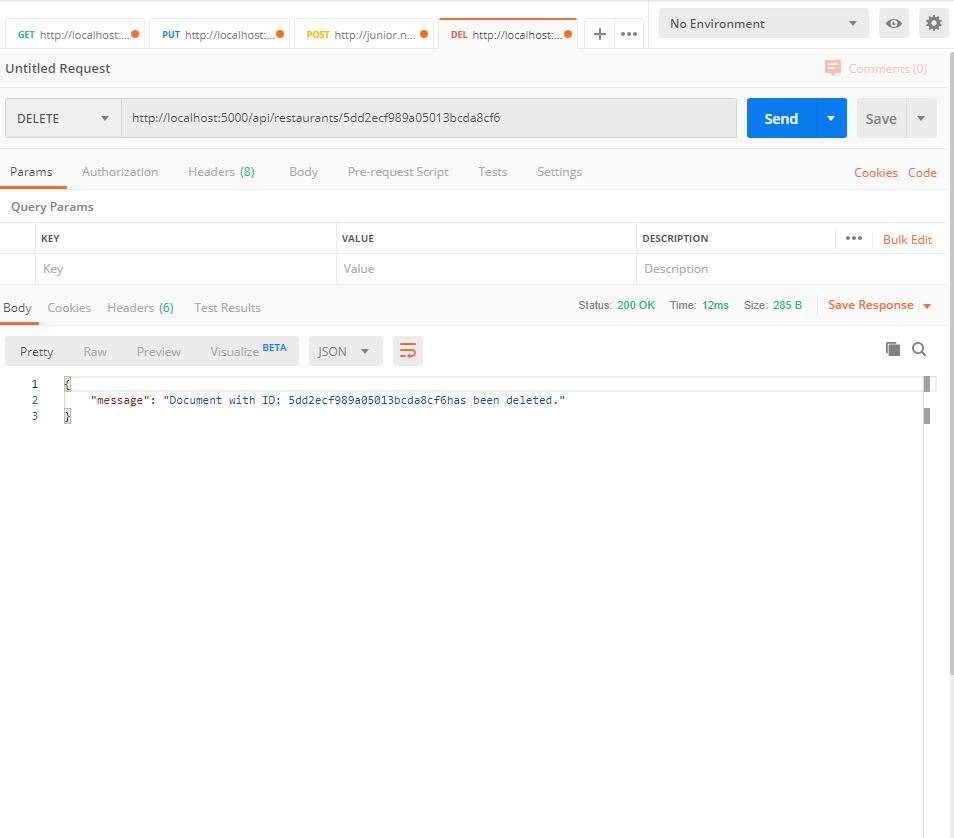 GET http://localhost:... PUT http://localhost:... POST http://junior.n... DEL http://localhost:... + ••• No Environment
Untitled Request Comments (0)
DELETE http://localhost:5000/api/restaurants/5dd2ecf989a05013bcda8cf6 Send Save
Params Authorization Headers (8) Body Pre-request Script Tests Settings Cookies Code
Query Params
KEY VALUE DESCRIPTION ••• Bulk Edit
Key Value Description
Body Cookies Headers (6) Test Results Status: 200 OK Time: 12ms Size: 285 B Save Response
Pretty Raw Preview Visualize BETA JSON
1 {
2 "message": "Document with ID: 5dd2ecf989a05013bcda8cf6has been deleted."
3 }